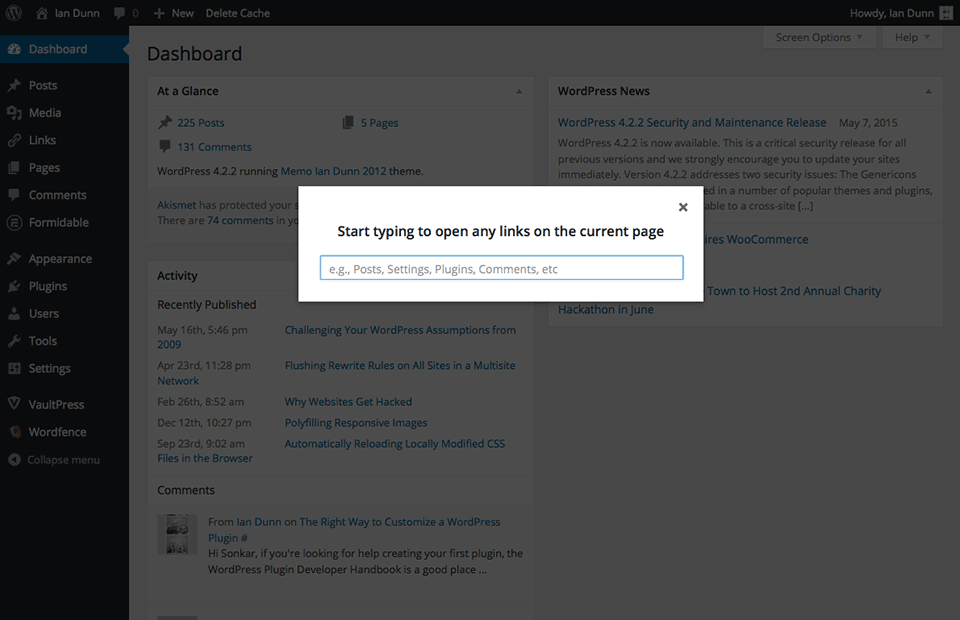 Ian Dunn 0 New Delete Cache Howdy, Ian Dunn
Screen Options Help
Dashboard
Posts
Media
Links
Pages
Comments
Formidable
Appearance
Plugins
Users
Tools
Settings
VaultPress
Wordfence
Collapse menu
Dashboard
At a Glance
225 Posts 5 Pages
131 Comments
WordPress 4.2.2 running Memo Ian Dunn 2012 theme.
Akismet has protected your
There are 74 comments in
Activity
Recently Published
May 16th, 5:46 pm Challenging Your WordPress Assumptions from
2009
Apr 23rd, 11:28 pm Flushing Rewrite Rules on All Sites in a Multisite
Network
Feb 26th, 8:52 am Why Websites Get Hacked
Dec 12th, 10:27 pm Polyfilling Responsive Images
Sep 23rd, 9:02 am Automatically Reloading Locally Modified CSS
Files in the Browser
Comments
From Ian Dunn on The Right Way to Customize a WordPress
Plugin #
Hi Sonkar, if you're looking for help creating your first plugin, the
WordPress Plugin Developer Handbook is a good place ...
WordPress News
WordPress 4.2.2 Security and Maintenance Release May 7, 2015
WordPress 4.2.2 is now available. This is a critical security release for all
previous versions and we strongly encourage you to update your sites
immediately. Version 4.2.2 addresses two security issues: The Genericons
in a number of popular themes and plugins,
to a cross-site [...]
WooCommerce
Town to Host 2nd Annual Charity
Hackathon in June
×
Start typing to open any links on the current page
e.g., Posts, Settings, Plugins, Comments, etc